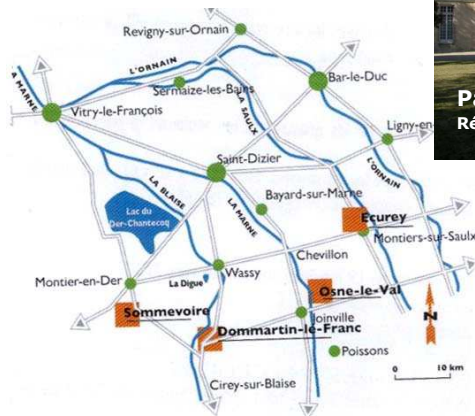 Revigny-sur-Ornain
A MARNE
L'ORNAIN
Sermaize-les-Bains
LA SAULX
Bar-le-Duc
Vitry-le-François
Ligny-en-
Saint-Dizier
L'ORNAIN
LA BLAISE
LA MARNE
Bayard-sur-Marne
Lac du
Der-Chantecoq
Ecurey
Montiers-sur-Saulx
Chevillon
Wassy
Montier-en-Der
La Digue
Osne-le-Val
Sommevoire
Joinville
Dommartin-le-Franc
Poissons
N
Cirey-sur-Blaise
0 10 km